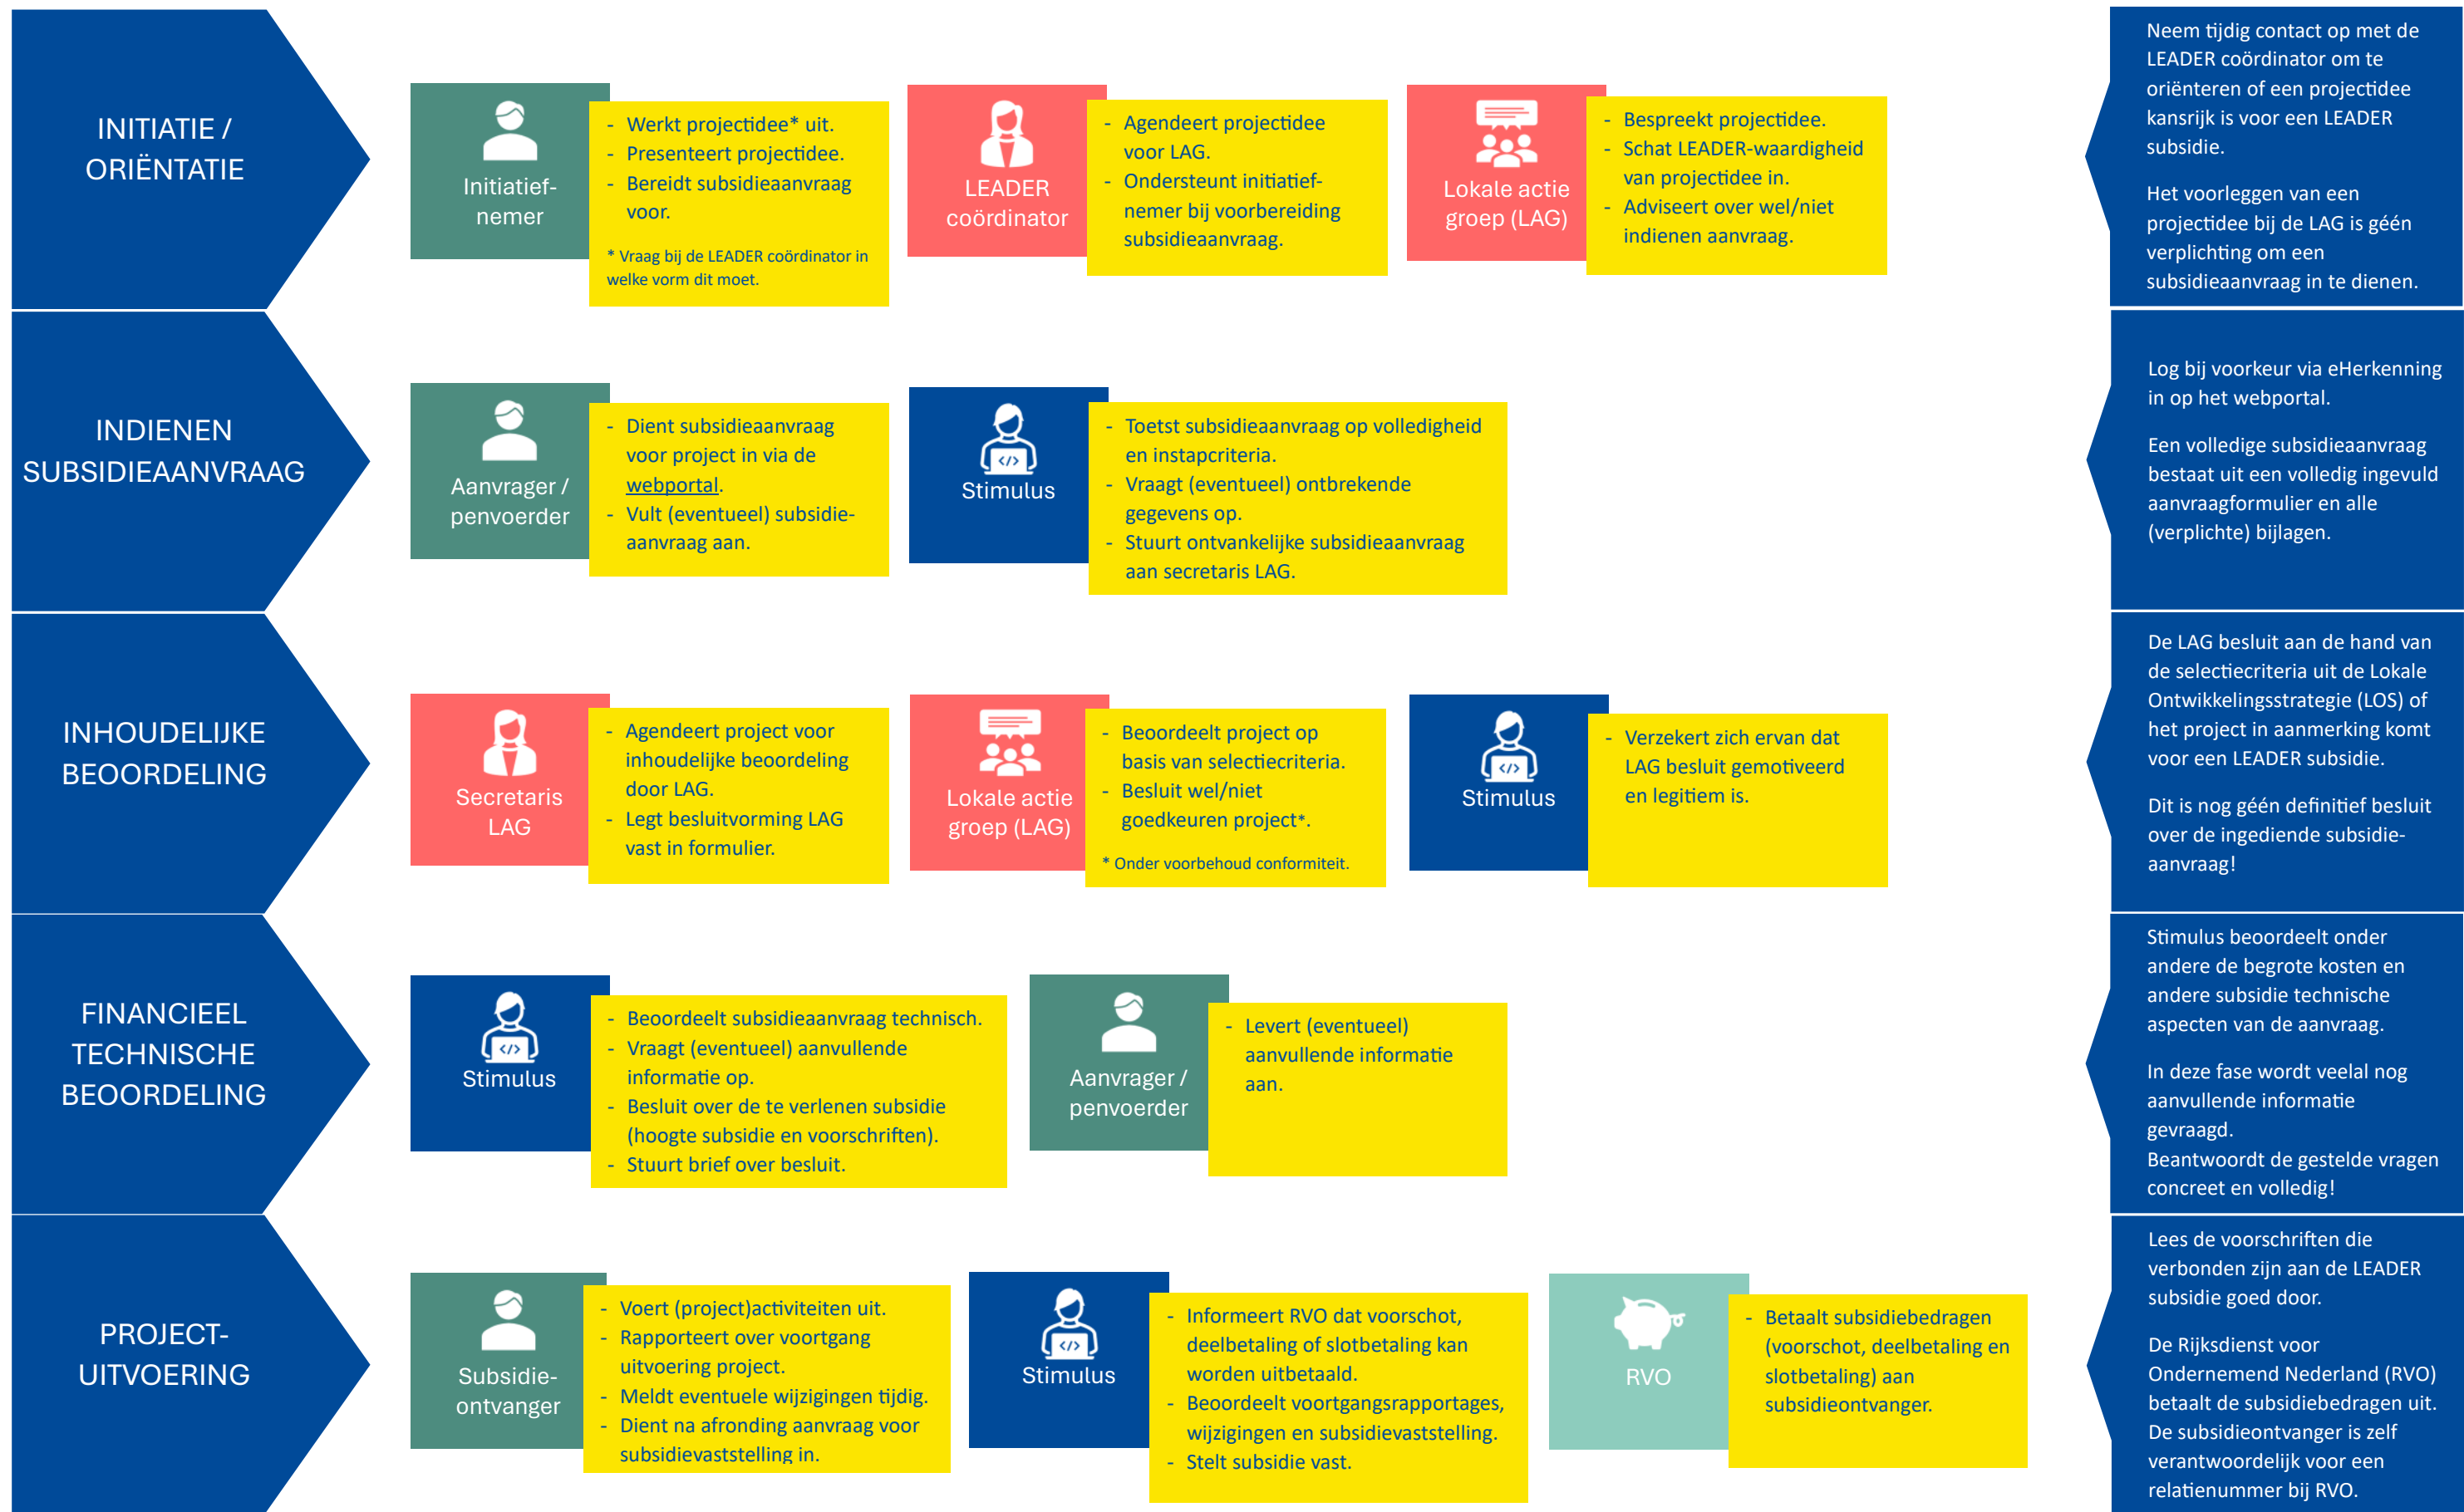 INITIATIE /
ORIËNTATIE
Initiatief-
nemer
- Werkt projectidee* uit.
- Presenteert projectidee.
- Bereidt subsidieaanvraag
voor.
* Vraag bij de LEADER coördinator in
welke vorm dit moet.
LEADER
coördinator
- Agendeert projectidee
voor LAG.
- Ondersteunt initiatief-
nemer bij voorbereiding
subsidieaanvraag.
Lokale actie
groep (LAG)
- Bespreekt projectidee.
- Schat LEADER-waardigheid
van projectidee in.
- Adviseert over wel/niet
indienen aanvraag.
Neem tijdig contact op met de
LEADER coördinator om te
oriënteren of een projectidee
kansrijk is voor een LEADER
subsidie.
Het voorleggen van een
projectidee bij de LAG is géén
verplichting om een
subsidieaanvraag in te dienen.
INDIENEN
SUBSIDIEAANVRAAG
Aanvrager /
penvoerder
- Dient subsidieaanvraag
voor project in via de
webportal.
- Vult (eventueel) subsidie-
aanvraag aan.
Stimulus
- Toetst subsidieaanvraag op volledigheid
en instapcriteria.
- Vraagt (eventueel) ontbrekende
gegevens op.
- Stuurt ontvankelijke subsidieaanvraag
aan secretaris LAG.
Log bij voorkeur via eHerkenning
in op het webportal.
Een volledige subsidieaanvraag
bestaat uit een volledig ingevuld
aanvraagformulier en alle
(verplichte) bijlagen.
INHOUDELIJKE
BEOORDELING
Secretaris
LAG
- Agendeert project voor
inhoudelijke beoordeling
door LAG.
- Legt besluitvorming LAG
vast in formulier.
Lokale actie
groep (LAG)
- Beoordeelt project op
basis van selectiecriteria.
- Besluit wel/niet
goedkeuren project*.
* Onder voorbehoud conformiteit.
Stimulus
- Verzekert zich ervan dat
LAG besluit gemotiveerd
en legitiem is.
De LAG besluit aan de hand van
de selectiecriteria uit de Lokale
Ontwikkelingsstrategie (LOS) of
het project in aanmerking komt
voor een LEADER subsidie.
Dit is nog géén definitief besluit
over de ingediende subsidie-
aanvraag!
FINANCIEEL
TECHNISCHE
BEOORDELING
Stimulus
- Beoordeelt subsidieaanvraag technisch.
- Vraagt (eventueel) aanvullende
informatie op.
- Besluit over de te verlenen subsidie
(hoogte subsidie en voorschriften).
- Stuurt brief over besluit.
Aanvrager /
penvoerder
- Levert (eventueel)
aanvullende informatie
aan.
Stimulus beoordeelt onder
andere de begrote kosten en
andere subsidie technische
aspecten van de aanvraag.
In deze fase wordt veelal nog
aanvullende informatie
gevraagd.
Beantwoordt de gestelde vragen
concreet en volledig!
PROJECT-
UITVOERING
Subsidie-
ontvanger
- Voert (project)activiteiten uit.
- Rapporteert over voortgang
uitvoering project.
- Meldt eventuele wijzigingen tijdig.
- Dient na afronding aanvraag voor
subsidievaststelling in.
Stimulus
- Informeert RVO dat voorschot,
deelbetaling of slotbetaling kan
worden uitbetaald.
- Beoordeelt voortgangsrapportages,
wijzigingen en subsidievaststelling.
- Stelt subsidie vast.
RVO
- Betaalt subsidiebedragen
(voorschot, deelbetaling en
slotbetaling) aan
subsidieontvanger.
Lees de voorschriften die
verbonden zijn aan de LEADER
subsidie goed door.
De Rijksdienst voor
Ondernemend Nederland (RVO)
betaalt de subsidiebedragen uit.
De subsidieontvanger is zelf
verantwoordelijk voor een
relatienummer bij RVO.